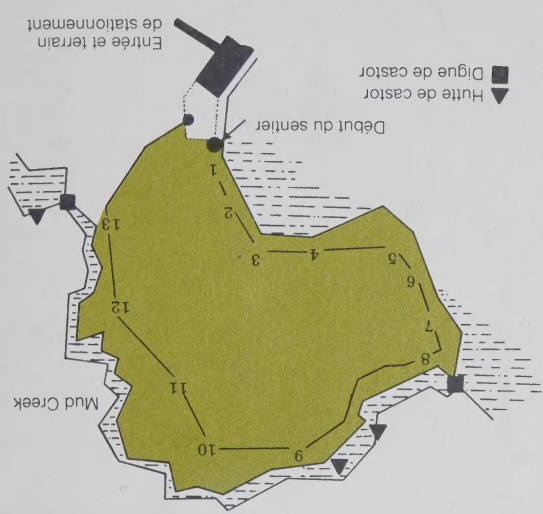 9
10
Mud Creek
11
8
7
12
6
5
4
3
13
2
1
Début du sentier
Hutte de castor
Digue de castor
Entrée et terrain
de stationnement